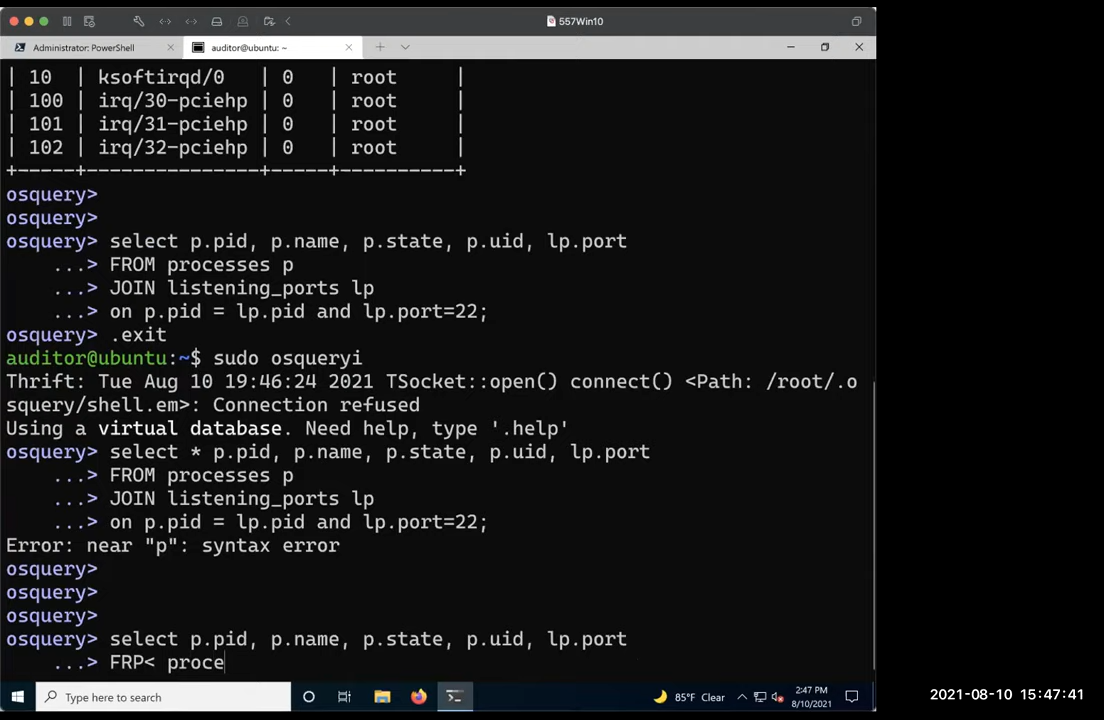 557Win10
Administrator: PowerShell
auditor@ubuntu: ~
| 10 | ksoftirqd/0 | 0 | root |
| 100 | irq/30-pciehp | 0 | root |
| 101 | irq/31-pciehp | 0 | root |
| 102 | irq/32-pciehp | 0 | root |
+-----+---------------+-----+----------+
osquery>
osquery>
osquery> select p.pid, p.name, p.state, p.uid, lp.port
...> FROM processes p
...> JOIN listening_ports lp
...> on p.pid = lp.pid and lp.port=22;
osquery> .exit
auditor@ubuntu:~$ sudo osqueryi
Thrift: Tue Aug 10 19:46:24 2021 TSocket::open() connect() <Path: /root/.o
squery/shell.em>: Connection refused
Using a virtual database. Need help, type '.help'
osquery> select * p.pid, p.name, p.state, p.uid, lp.port
...> FROM processes p
...> JOIN listening_ports lp
...> on p.pid = lp.pid and lp.port=22;
Error: near "p": syntax error
osquery>
osquery>
osquery>
osquery> select p.pid, p.name, p.state, p.uid, lp.port
...> FRP< proce
Type here to search
85°F Clear
2:47 PM
8/10/2021
2021-08-10 15:47:41